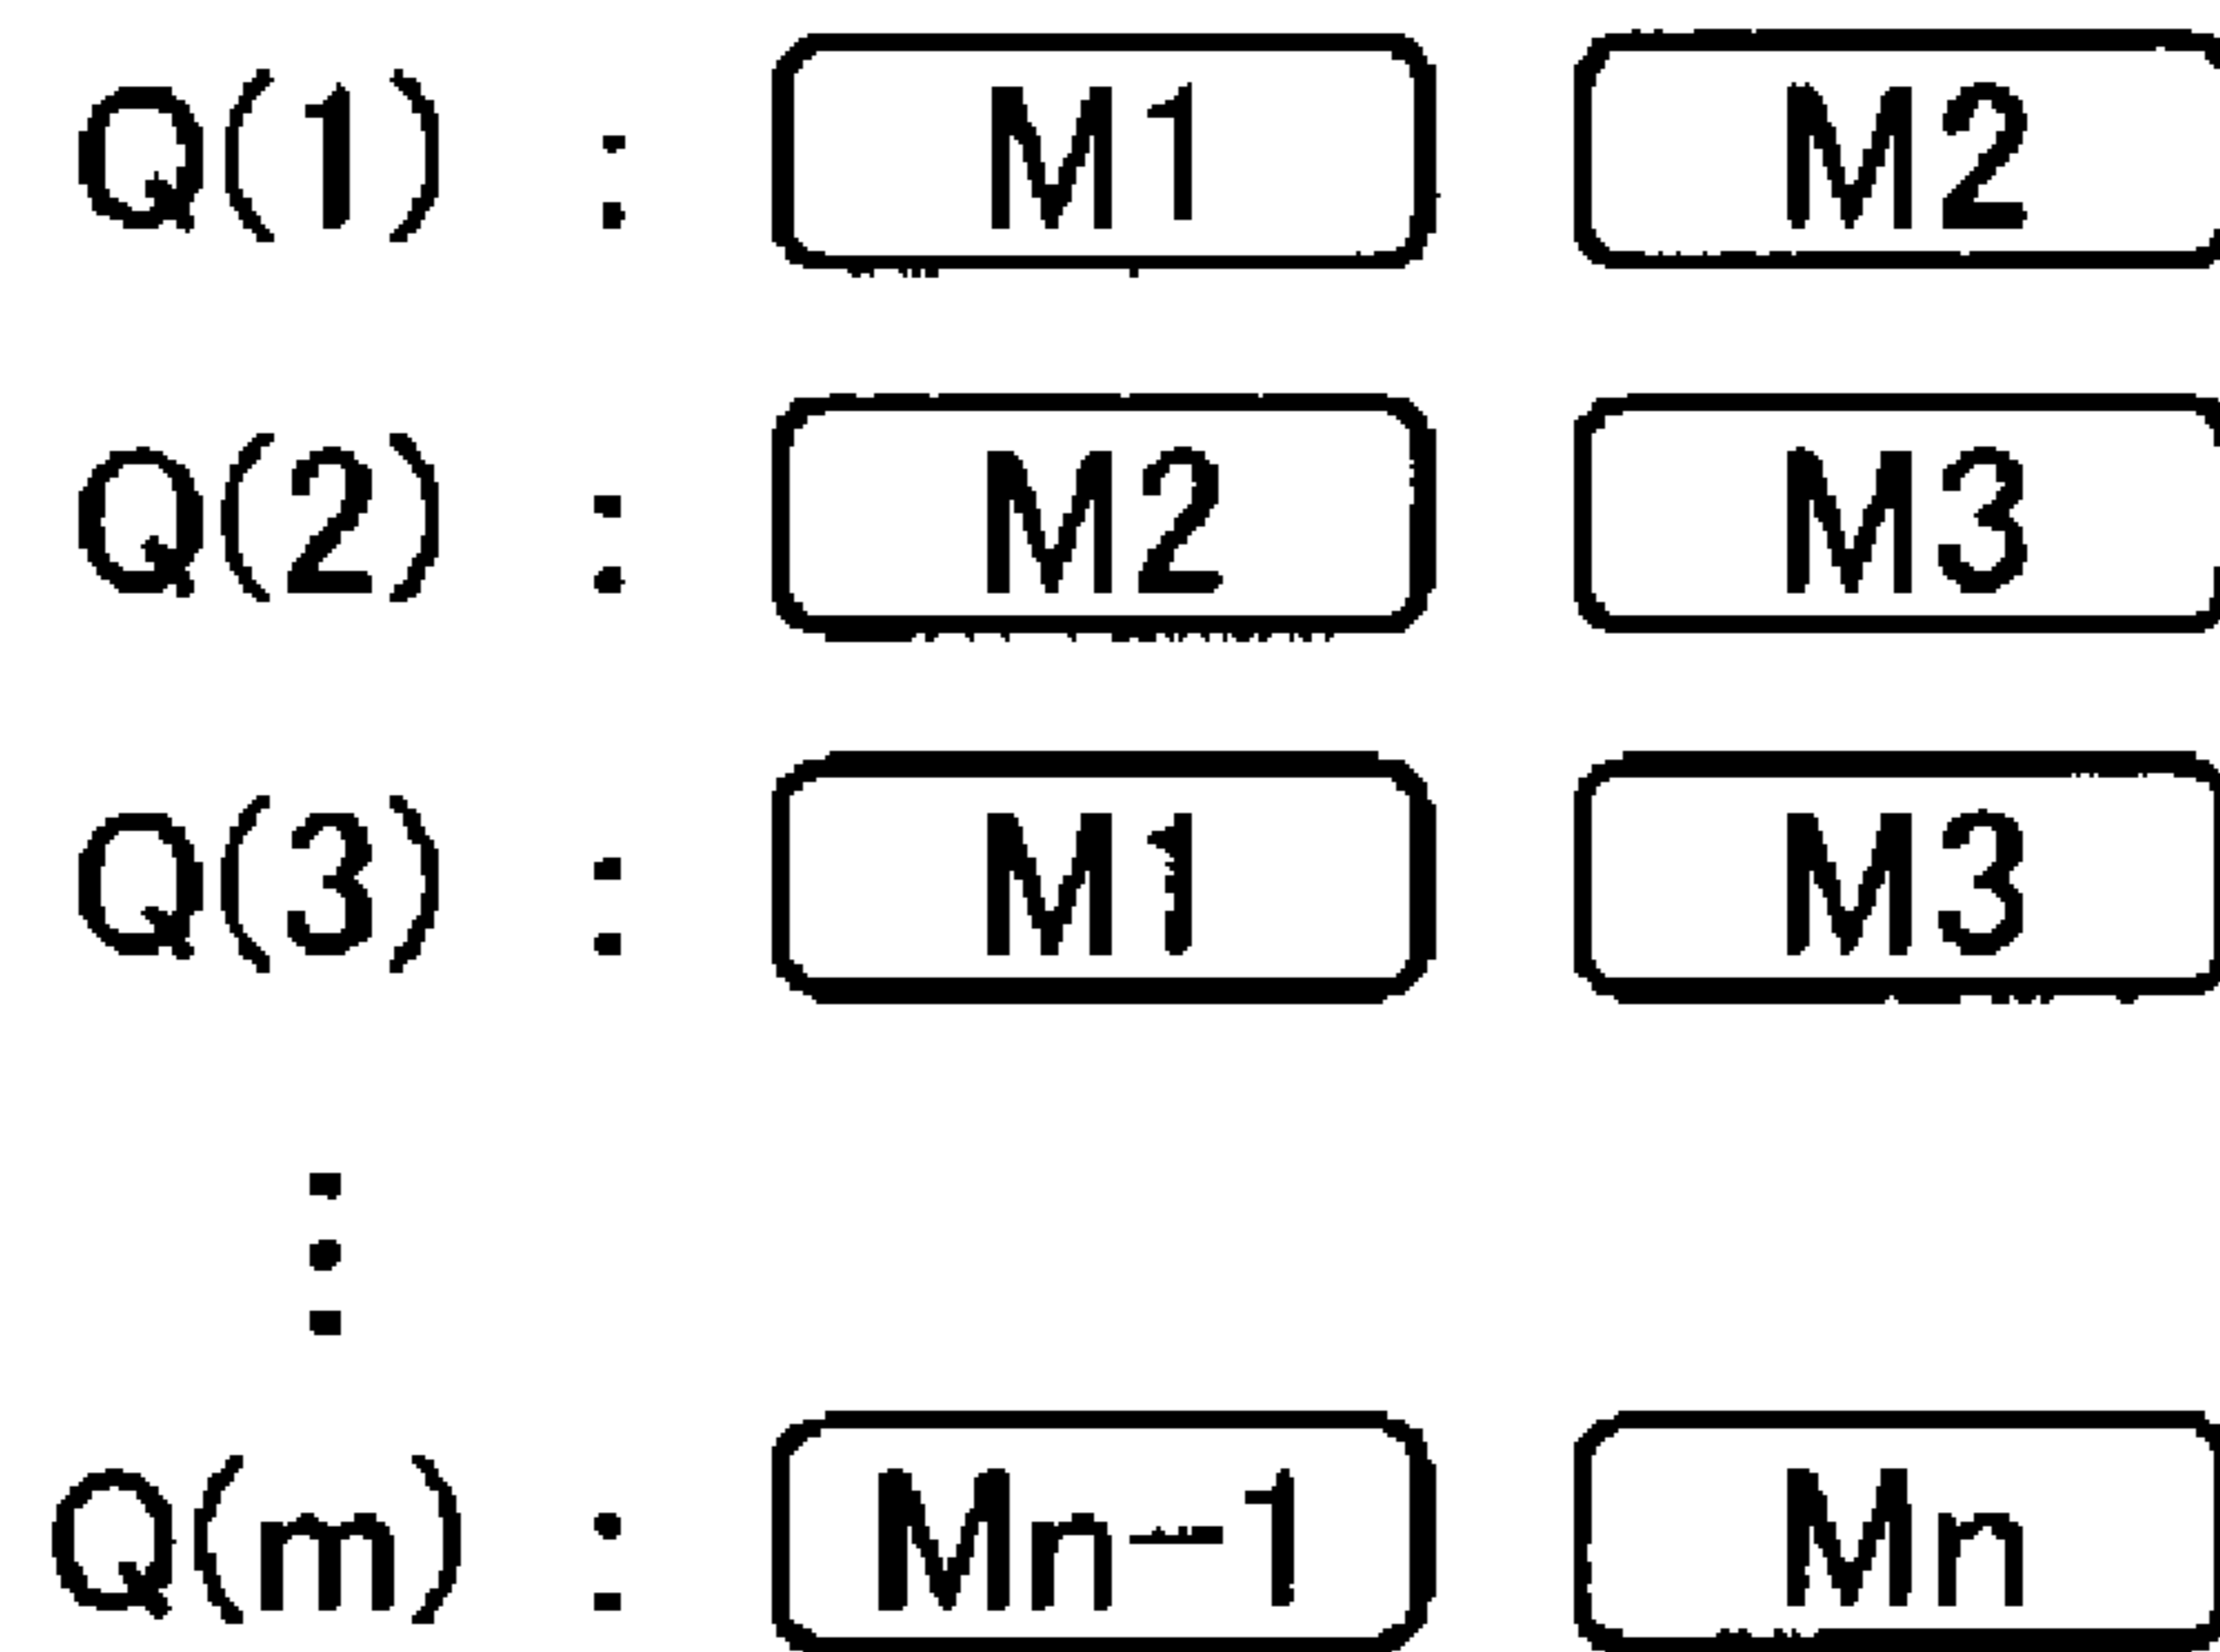 Q(1) : M1 M2
Q(2) : M2 M3
Q(3) : M1 M3
⋮
Q(m) : Mn-1 Mn